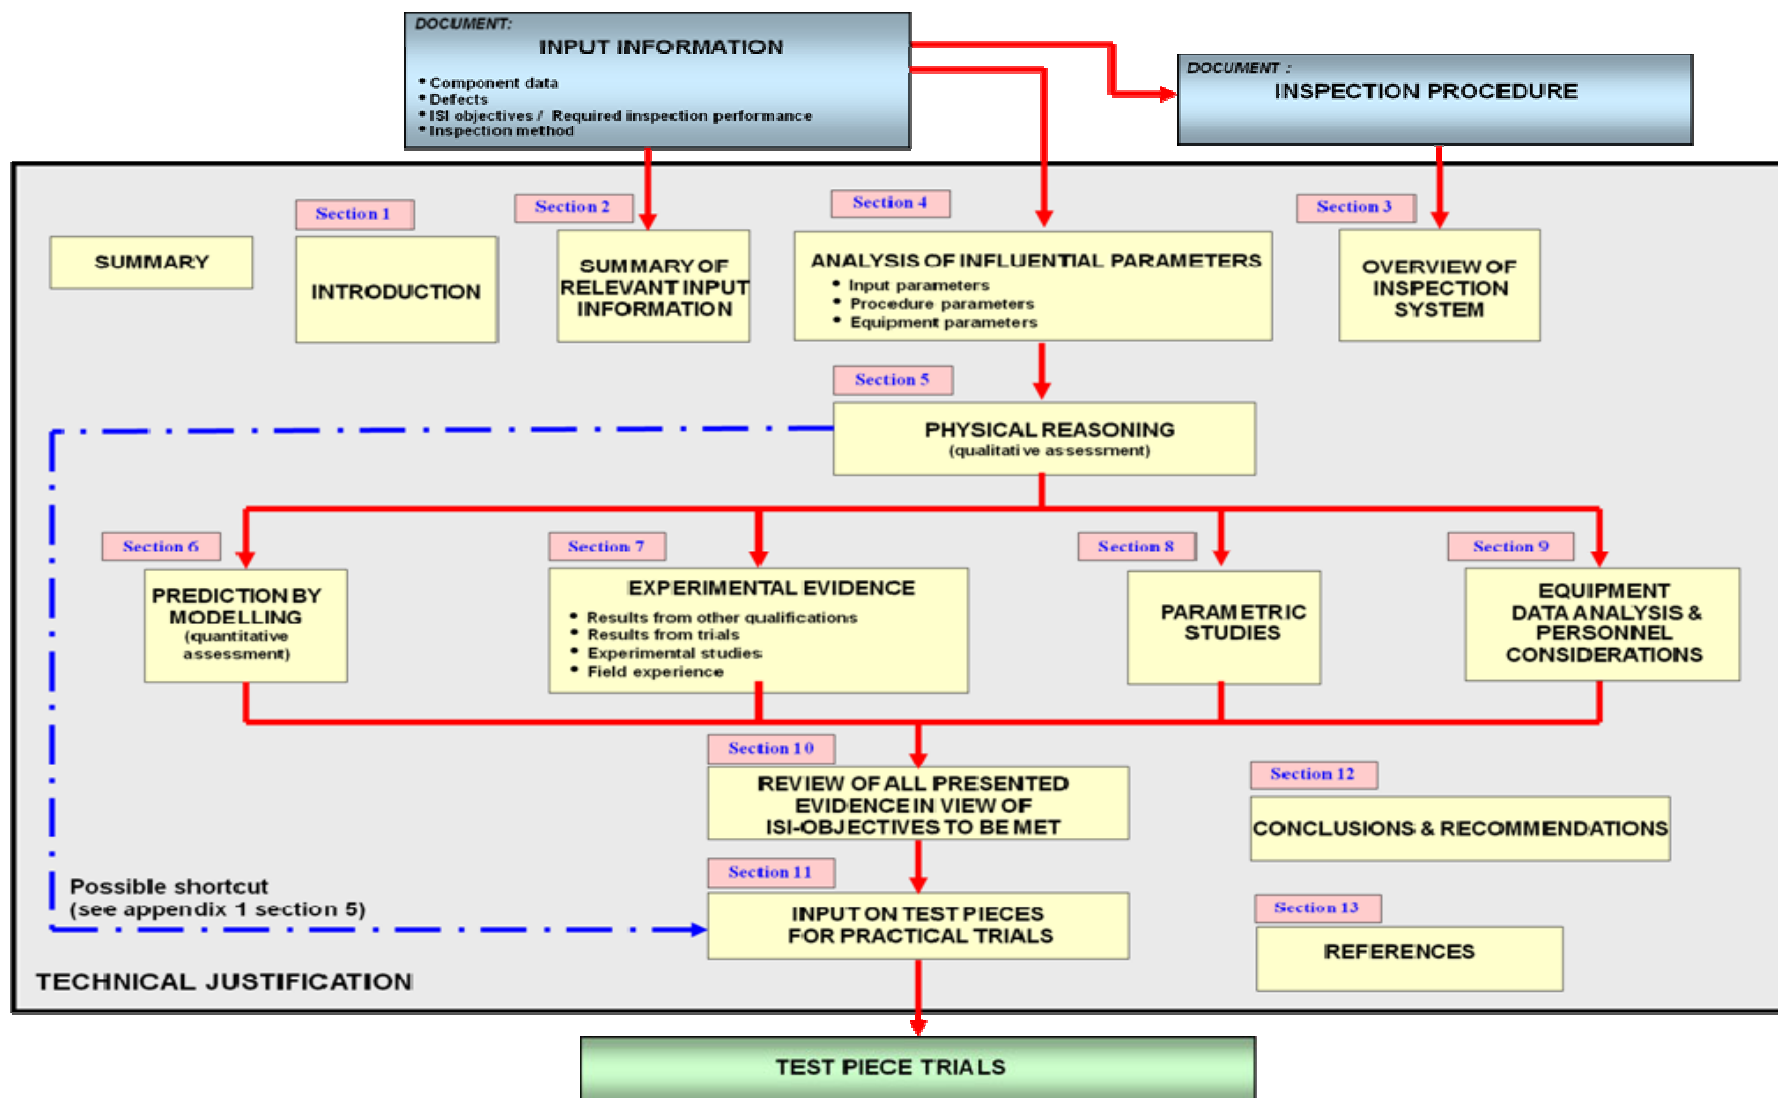 DOCUMENT:
INPUT INFORMATION
• Component data
• Defects
• ISI objectives / Required inspection performance
• Inspection method
DOCUMENT :
INSPECTION PROCEDURE
Section 1
Section 2
Section 4
Section 3
SUMMARY
INTRODUCTION
SUMMARY OF
RELEVANT INPUT
INFORMATION
ANALYSIS OF INFLUENTIAL PARAMETERS
• Input parameters
• Procedure parameters
• Equipment parameters
OVERVIEW OF
INSPECTION
SYSTEM
Section 5
PHYSICAL REASONING
(qualitative assessment)
Section 6
Section 7
Section 8
Section 9
PREDICTION BY
MODELLING
(quantitative
assessment)
EXPERIMENTAL EVIDENCE
• Results from other qualifications
• Results from trials
• Experimental studies
• Field experience
PARAMETRIC
STUDIES
EQUIPMENT
DATA ANALYSIS &
PERSONNEL
CONSIDERATIONS
Section 10
REVIEW OF ALL PRESENTED
EVIDENCE IN VIEW OF
ISI-OBJECTIVES TO BE MET
Section 12
CONCLUSIONS & RECOMMENDATIONS
Section 11
INPUT ON TEST PIECES
FOR PRACTICAL TRIALS
Possible shortcut
(see appendix 1 section 5)
Section 13
REFERENCES
TECHNICAL JUSTIFICATION
TEST PIECE TRIALS